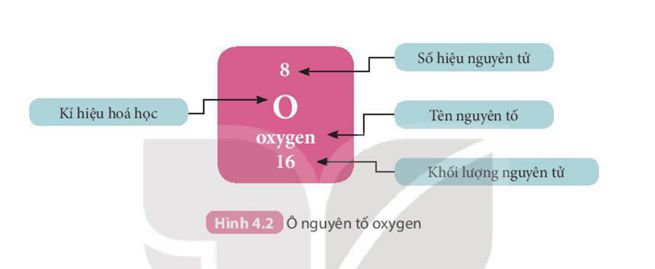 8
Số hiệu nguyên tử
Kí hiệu hoá học
O
Tên nguyên tố
oxygen
16
Khối lượng nguyên tử
Hình 4.2 Ô nguyên tố oxygen